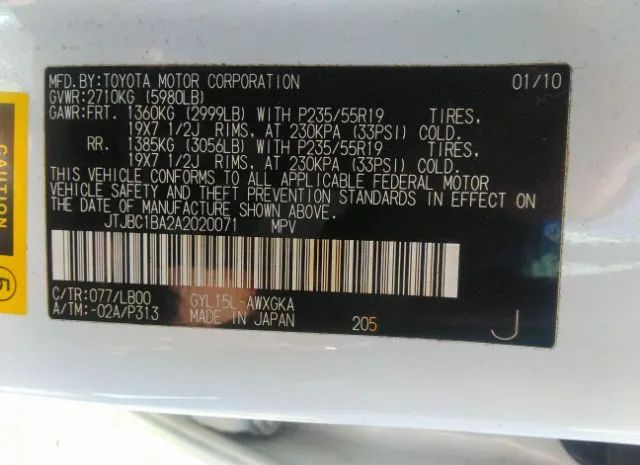 MFD.BY:TOYOTA MOTOR CORPORATION 01/10
GVWR:2710KG (5980LB)
GAWR:FRT. 1360KG (2999LB) WITH P235/55R19 TIRES,
19X7 1/2J RIMS, AT 230KPA (33PSI) COLD.
RR. 1385KG (3056LB) WITH P235/55R19 TIRES,
19X7 1/2J RIMS, AT 230KPA (33PSI) COLD.
THIS VEHICLE CONFORMS TO ALL APPLICABLE FEDERAL MOTOR
VEHICLE SAFETY AND THEFT PREVENTION STANDARDS IN EFFECT ON
THE DATE OF MANUFACTURE SHOWN ABOVE.
JTJBC1BA2A2020071 MPV
C/TR:077/LB00 GYL15L-AWXGKA
A/TM:-02A/P313 MADE IN JAPAN 205 J
CAUTION